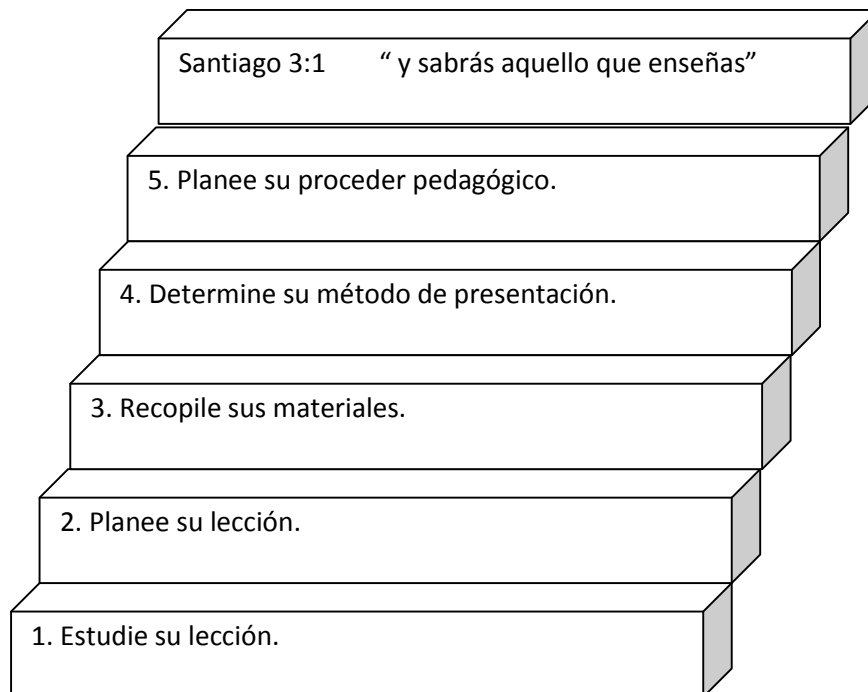 Santiago 3:1 “ y sabrás aquello que enseñas”
5. Planee su proceder pedagógico.
4. Determine su método de presentación.
3. Recopile sus materiales.
2. Planee su lección.
1. Estudie su lección.